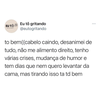 Eu tô gritando
@eutogritando
to bem((cabelo caindo, desanimei de
tudo, não me alimento direito, tenho
várias crises, mudança de humor e
tem dias que nem quero levantar da
cama, mas tirando isso ta td bem